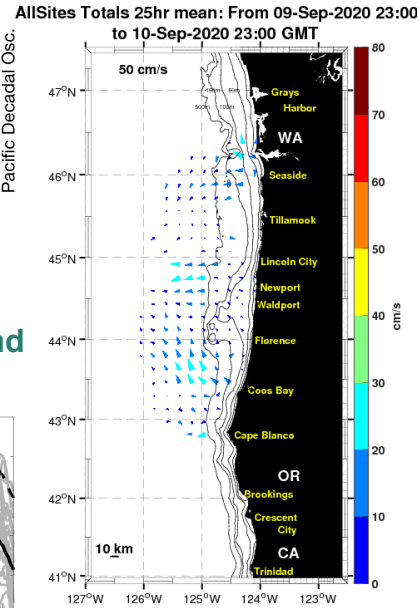 AllSites Totals 25hr mean: From 09-Sep-2020 23:00
to 10-Sep-2020 23:00 GMT
Pacific Decadal Osc.
nd
50 cm/s
47°N
46°N
45°N
44°N
43°N
42°N
41°N
127°W
126°W
125°W
124°W
123°W
50m
500m
Grays
Harbor
WA
Seaside
Tillamook
Lincoln City
Newport
Waldport
Florence
Coos Bay
Cape Blanco
OR
Brookings
Crescent
City
CA
Trinidad
10 km
80
70
60
50
40
30
20
10
0
cm/s